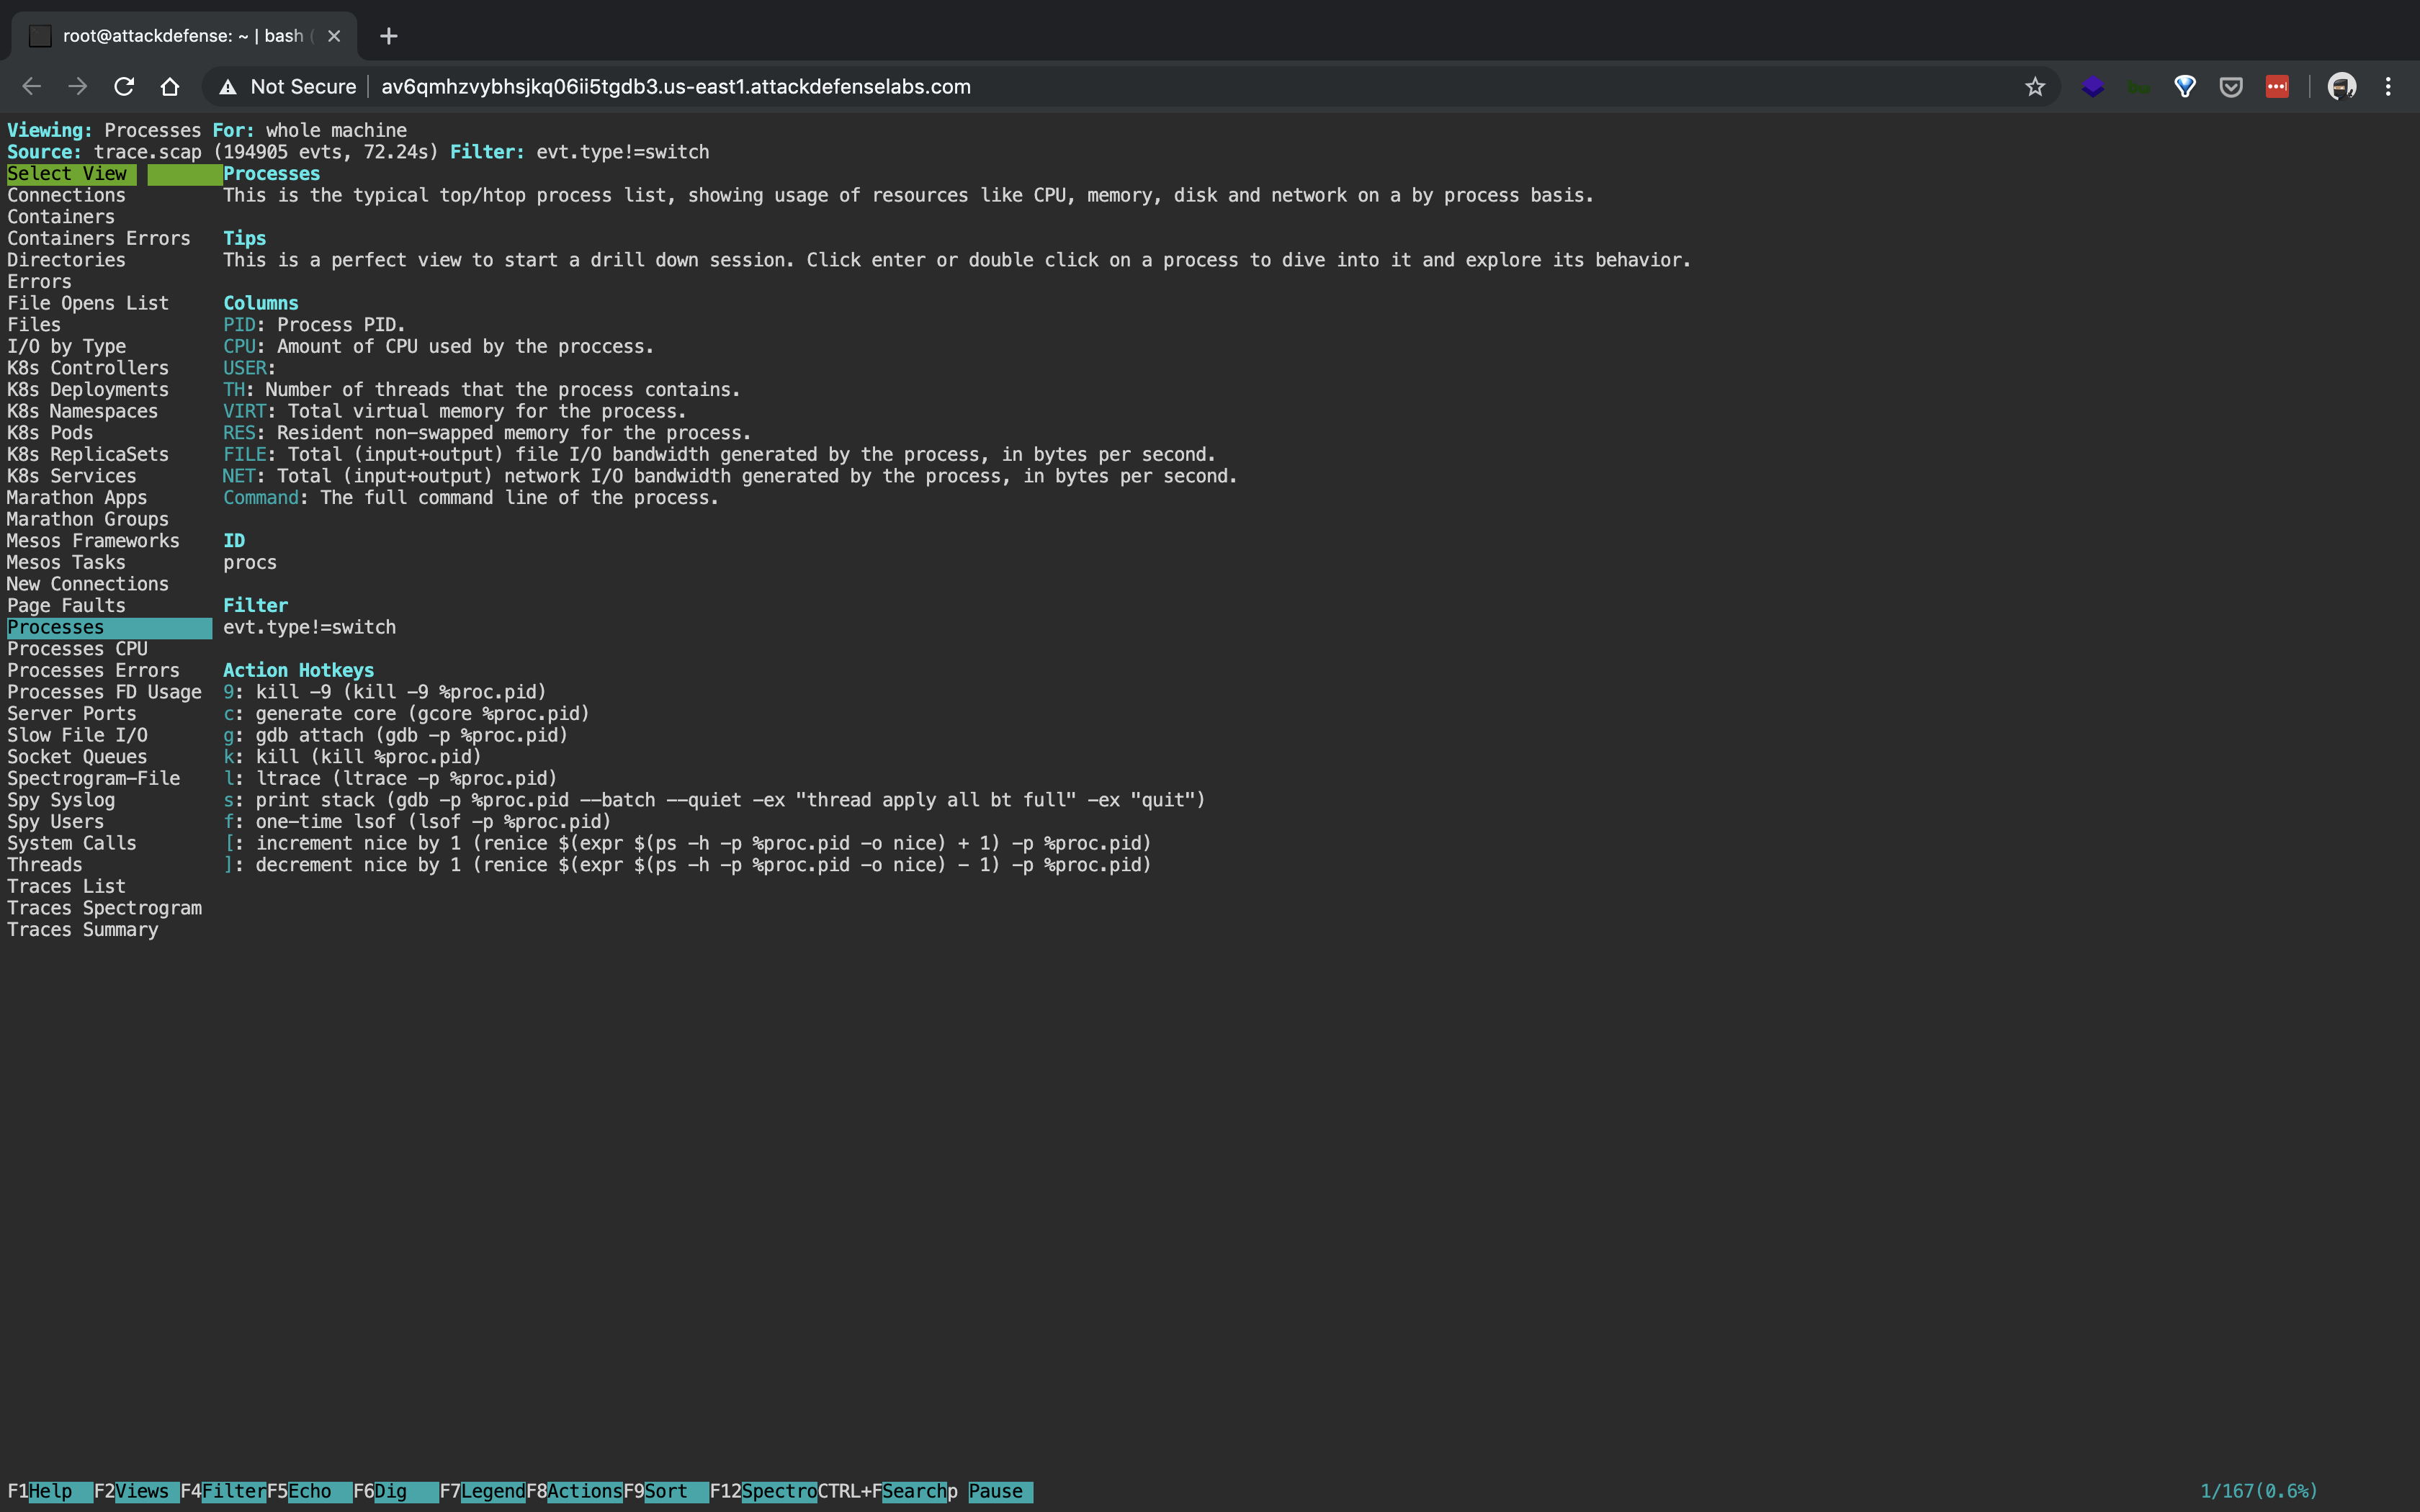 root@attackdefense: ~ | bash (
Not Secure | av6qmhzvybhsjkq06ii5tgdb3.us-east1.attackdefenselabs.com
Viewing: Processes For: whole machine
Source: trace.scap (194905 evts, 72.24s) Filter: evt.type!=switch
Select View Processes
Connections This is the typical top/htop process list, showing usage of resources like CPU, memory, disk and network on a by process basis.
Containers
Containers Errors Tips
Directories This is a perfect view to start a drill down session. Click enter or double click on a process to dive into it and explore its behavior.
Errors
File Opens List Columns
Files PID: Process PID.
I/O by Type CPU: Amount of CPU used by the proccess.
K8s Controllers USER:
K8s Deployments TH: Number of threads that the process contains.
K8s Namespaces VIRT: Total virtual memory for the process.
K8s Pods RES: Resident non-swapped memory for the process.
K8s ReplicaSets FILE: Total (input+output) file I/O bandwidth generated by the process, in bytes per second.
K8s Services NET: Total (input+output) network I/O bandwidth generated by the process, in bytes per second.
Marathon Apps Command: The full command line of the process.
Marathon Groups
Mesos Frameworks ID
Mesos Tasks procs
New Connections
Page Faults Filter
Processes evt.type!=switch
Processes CPU
Processes Errors Action Hotkeys
Processes FD Usage 9: kill -9 (kill -9 %proc.pid)
Server Ports c: generate core (gcore %proc.pid)
Slow File I/O g: gdb attach (gdb -p %proc.pid)
Socket Queues k: kill (kill %proc.pid)
Spectrogram-File l: ltrace (ltrace -p %proc.pid)
Spy Syslog s: print stack (gdb -p %proc.pid --batch --quiet -ex "thread apply all bt full" -ex "quit")
Spy Users f: one-time lsof (lsof -p %proc.pid)
System Calls [: increment nice by 1 (renice $(expr $(ps -h -p %proc.pid -o nice) + 1) -p %proc.pid)
Threads ]: decrement nice by 1 (renice $(expr $(ps -h -p %proc.pid -o nice) - 1) -p %proc.pid)
Traces List
Traces Spectrogram
Traces Summary
F1Help F2Views F4FilterF5Echo F6Dig F7LegendF8ActionsF9Sort F12SpectroCTRL+FSearchp Pause 1/167(0.6%)